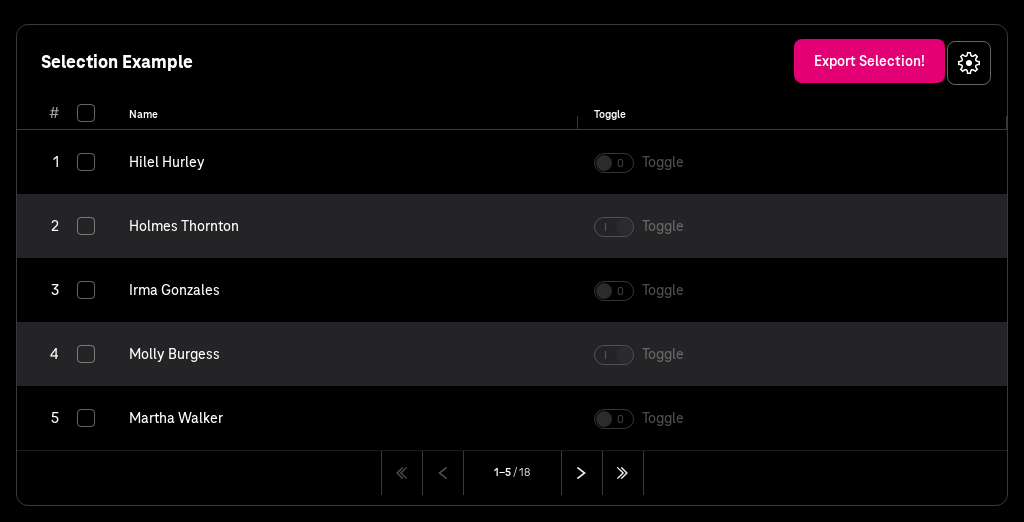 Selection Example
Export Selection!
# Name Toggle
1 Hilel Hurley 0 Toggle
2 Holmes Thornton I Toggle
3 Irma Gonzales 0 Toggle
4 Molly Burgess I Toggle
5 Martha Walker 0 Toggle
1–5 / 18